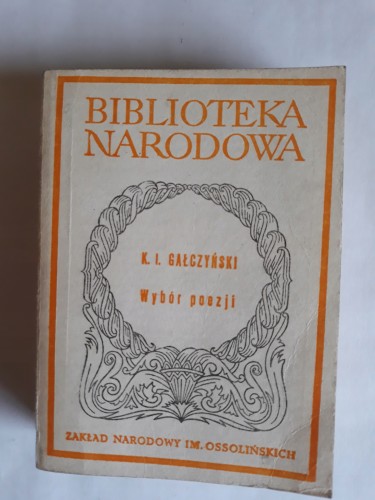 BIBLIOTEKA
NARODOWA
K. I. GAŁCZYŃSKI
Wybór poezji
ZAKŁAD NARODOWY IM. OSSOLIŃSKICH